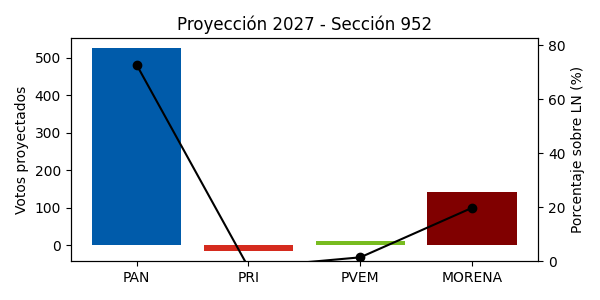 Proyección 2027 - Sección 952
Votos proyectados
500
400
300
200
100
0
80
60
40
20
0
Porcentaje sobre LN (%)
PAN
PRI
PVEM
MORENA